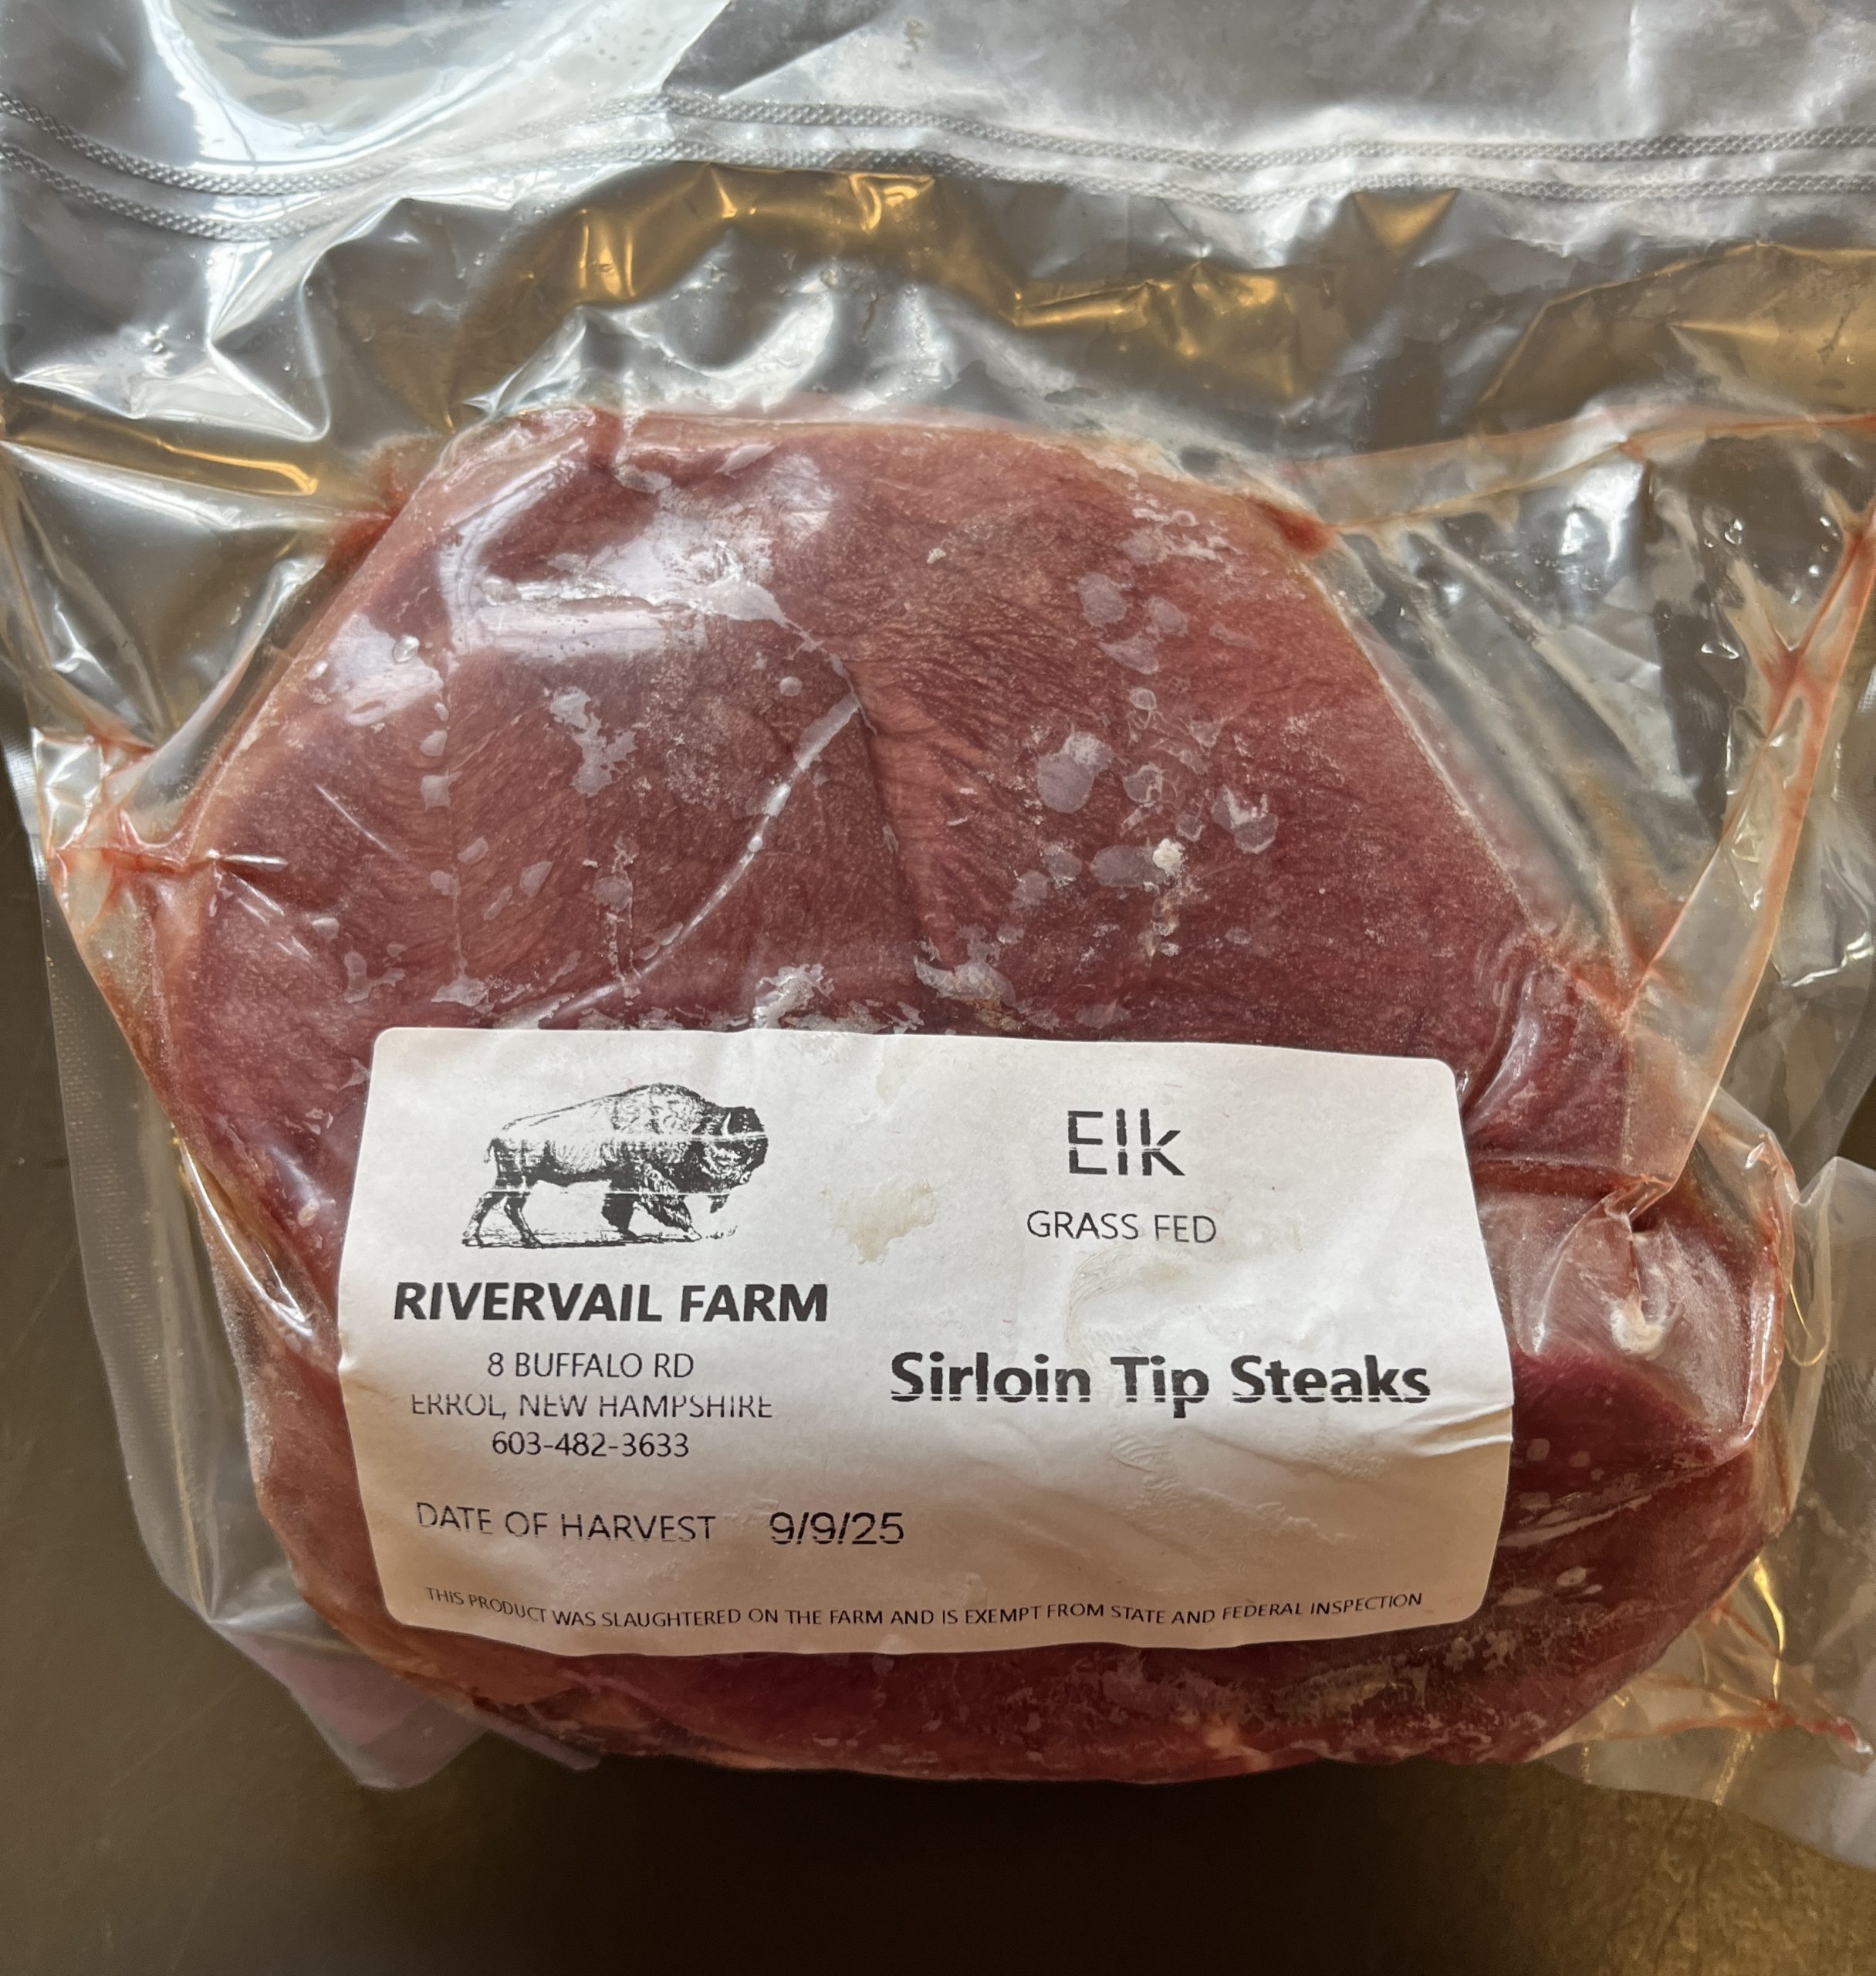 RIVERVAIL FARM
8 BUFFALO RD
ERROL, NEW HAMPSHIRE
603-482-3633
Elk
GRASS FED
Sirloin Tip Steaks
DATE OF HARVEST 9/9/25
THIS PRODUCT WAS SLAUGHTERED ON THE FARM AND IS EXEMPT FROM STATE AND FEDERAL INSPECTION